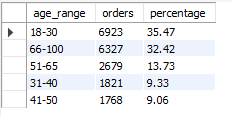 age_range orders percentage
18-30 6923 35.47
66-100 6327 32.42
51-65 2679 13.73
31-40 1821 9.33
41-50 1768 9.06